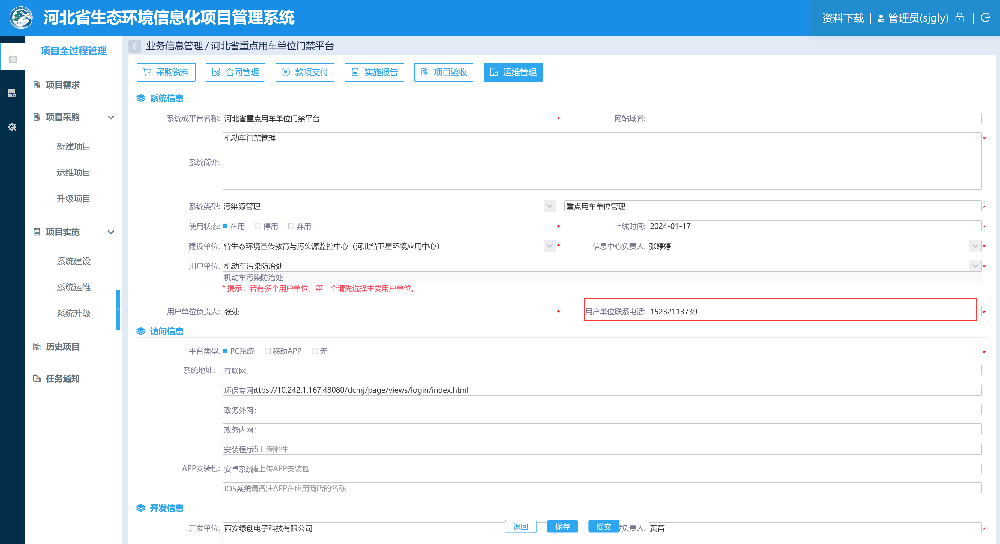 HBEE
河北省生态环境信息化项目管理系统
资料下载 | 管理员(sjgly) |
项目全过程管理
项目需求
项目采购
新建项目
运维项目
升级项目
项目实施
系统建设
系统运维
系统升级
历史项目
任务通知
业务信息管理 / 河北省重点用车单位门禁平台
采购资料 合同管理 款项支付 实施报告 项目验收 运维管理
系统信息
系统或平台名称: 河北省重点用车单位门禁平台 * 网站域名:
系统简介: 机动车门禁管理 *
系统类型: 污染源管理 重点用车单位管理 *
使用状态: 在用 停用 弃用 * 上线时间: 2024-01-17 *
建设单位: 省生态环境宣传教育与污染源监控中心（河北省卫星环境应用中心） * 信息中心负责人: 张婷婷 *
用户单位: 机动车污染防治处 *
机动车污染防治处
* 提示：若有多个用户单位，第一个请先选择主要用户单位。
用户单位负责人: 张处 * 用户单位联系电话: 15232113739 *
访问信息
平台类型: PC系统 移动APP 无 *
系统地址： 互联网：
环保专网 https://10.242.1.167:48080/dcmj/page/views/login/index.html
政务外网：
政务内网：
安装程序 请上传附件
APP安装包: 安卓系统 请上传APP安装包
IOS系统 请备注APP在应用商店的名称
开发信息
开发单位: 西安绿创电子科技有限公司 返回 保存 提交 负责人: 黄笛 *